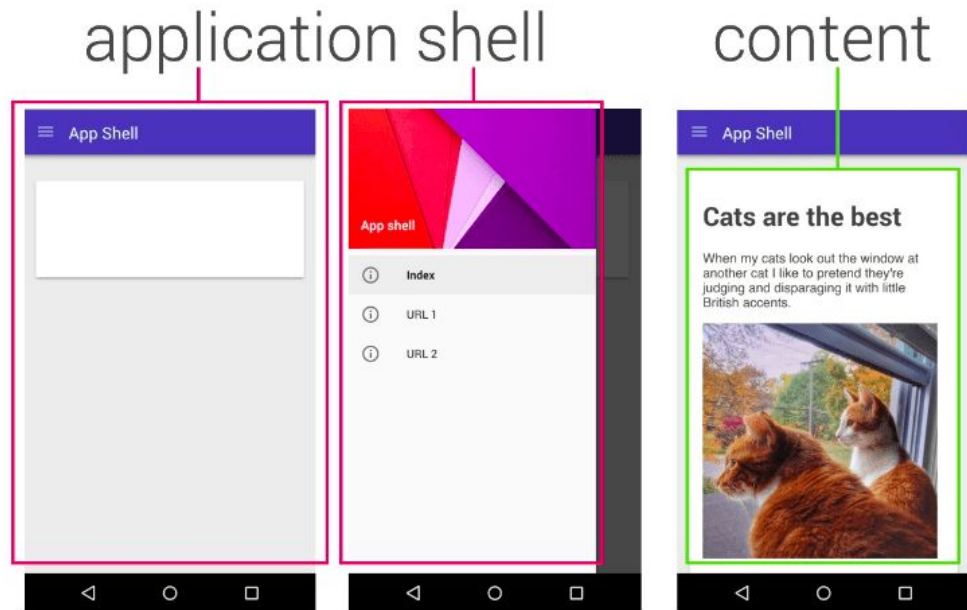 application shell
content
App Shell
App shell
Index
URL 1
URL 2
App Shell
Cats are the best
When my cats look out the window at
another cat I like to pretend they're
judging and disparaging it with little
British accents.